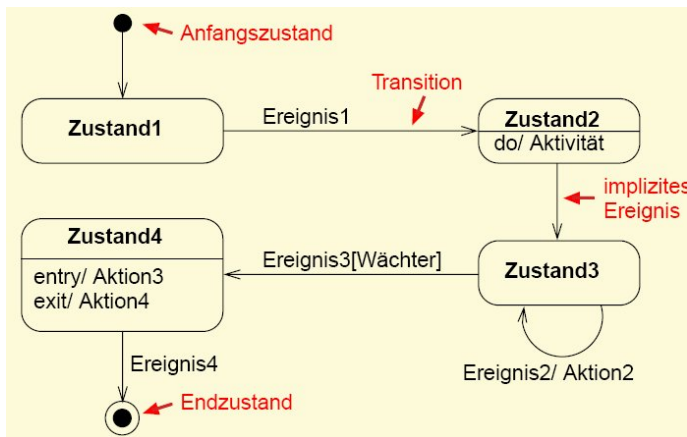 Anfangszustand
Transition
Zustand1
Ereignis1
Zustand2
do/ Aktivität
implizites
Ereignis
Zustand4
entry/ Aktion3
exit/ Aktion4
Ereignis3[Wächter]
Zustand3
Ereignis4
Ereignis2/ Aktion2
Endzustand